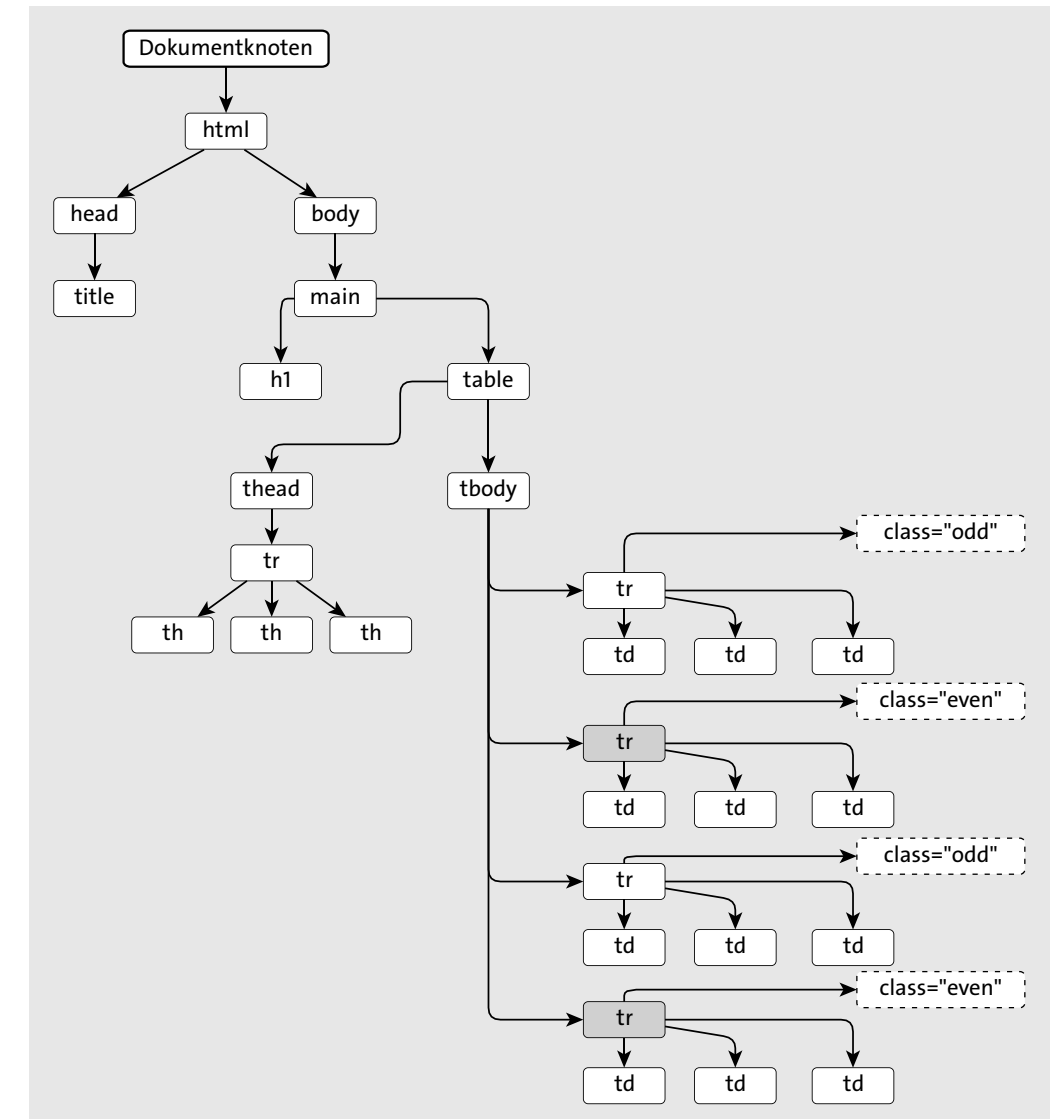 Dokumentknoten
html
head body
title main
h1 table
thead tbody
class="odd"
tr tr
th th th
td td td
class="even"
tr
td td td
class="odd"
tr
td td td
class="even"
tr
td td td